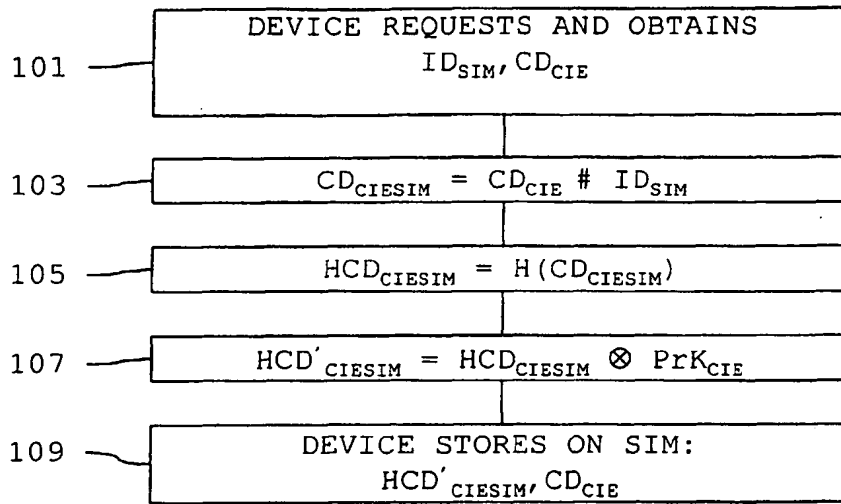 DEVICE REQUESTS AND OBTAINS
101
ID_SIM, CD_CIE
103
CD_CIESIM = CD_CIE # ID_SIM
105
HCD_CIESIM = H(CD_CIESIM)
107
HCD'_CIESIM = HCD_CIESIM ⊗ PrK_CIE
109
DEVICE STORES ON SIM:
HCD'_CIESIM, CD_CIE